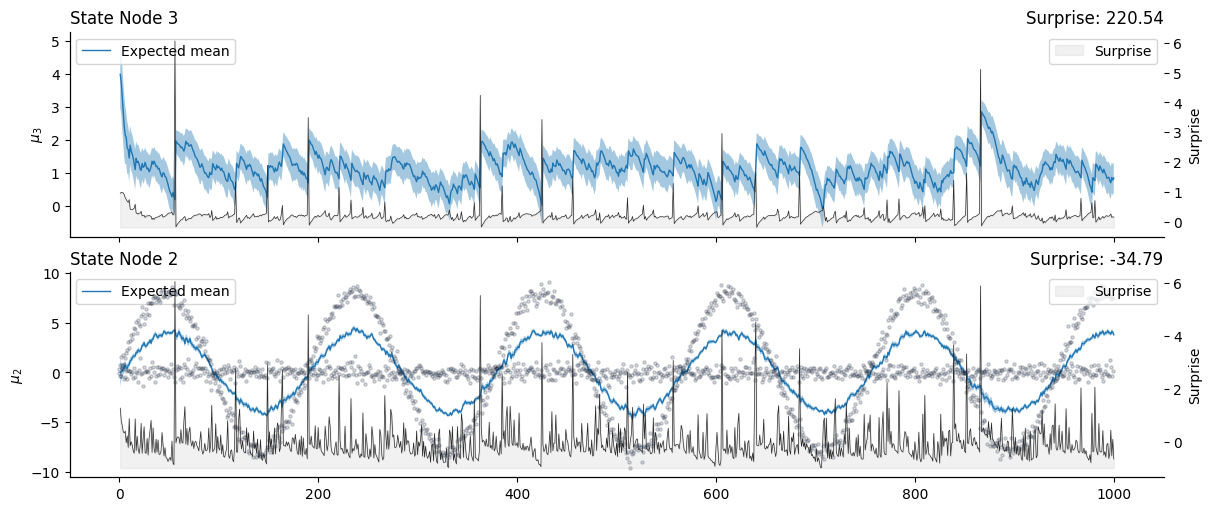 State Node 3
Surprise: 220.54
Expected mean
Surprise
5
4
3
2
1
0
μ3
6
5
4
3
2
1
0
Surprise
State Node 2
Surprise: -34.79
Expected mean
Surprise
10
5
0
−5
−10
μ2
6
4
2
0
Surprise
0
200
400
600
800
1000